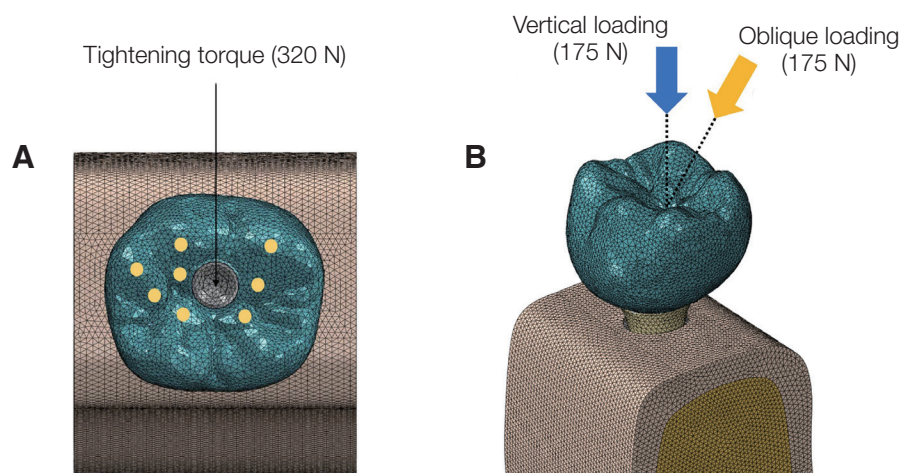 Tightening torque (320 N)
A
Vertical loading
(175 N)
Oblique loading
(175 N)
B